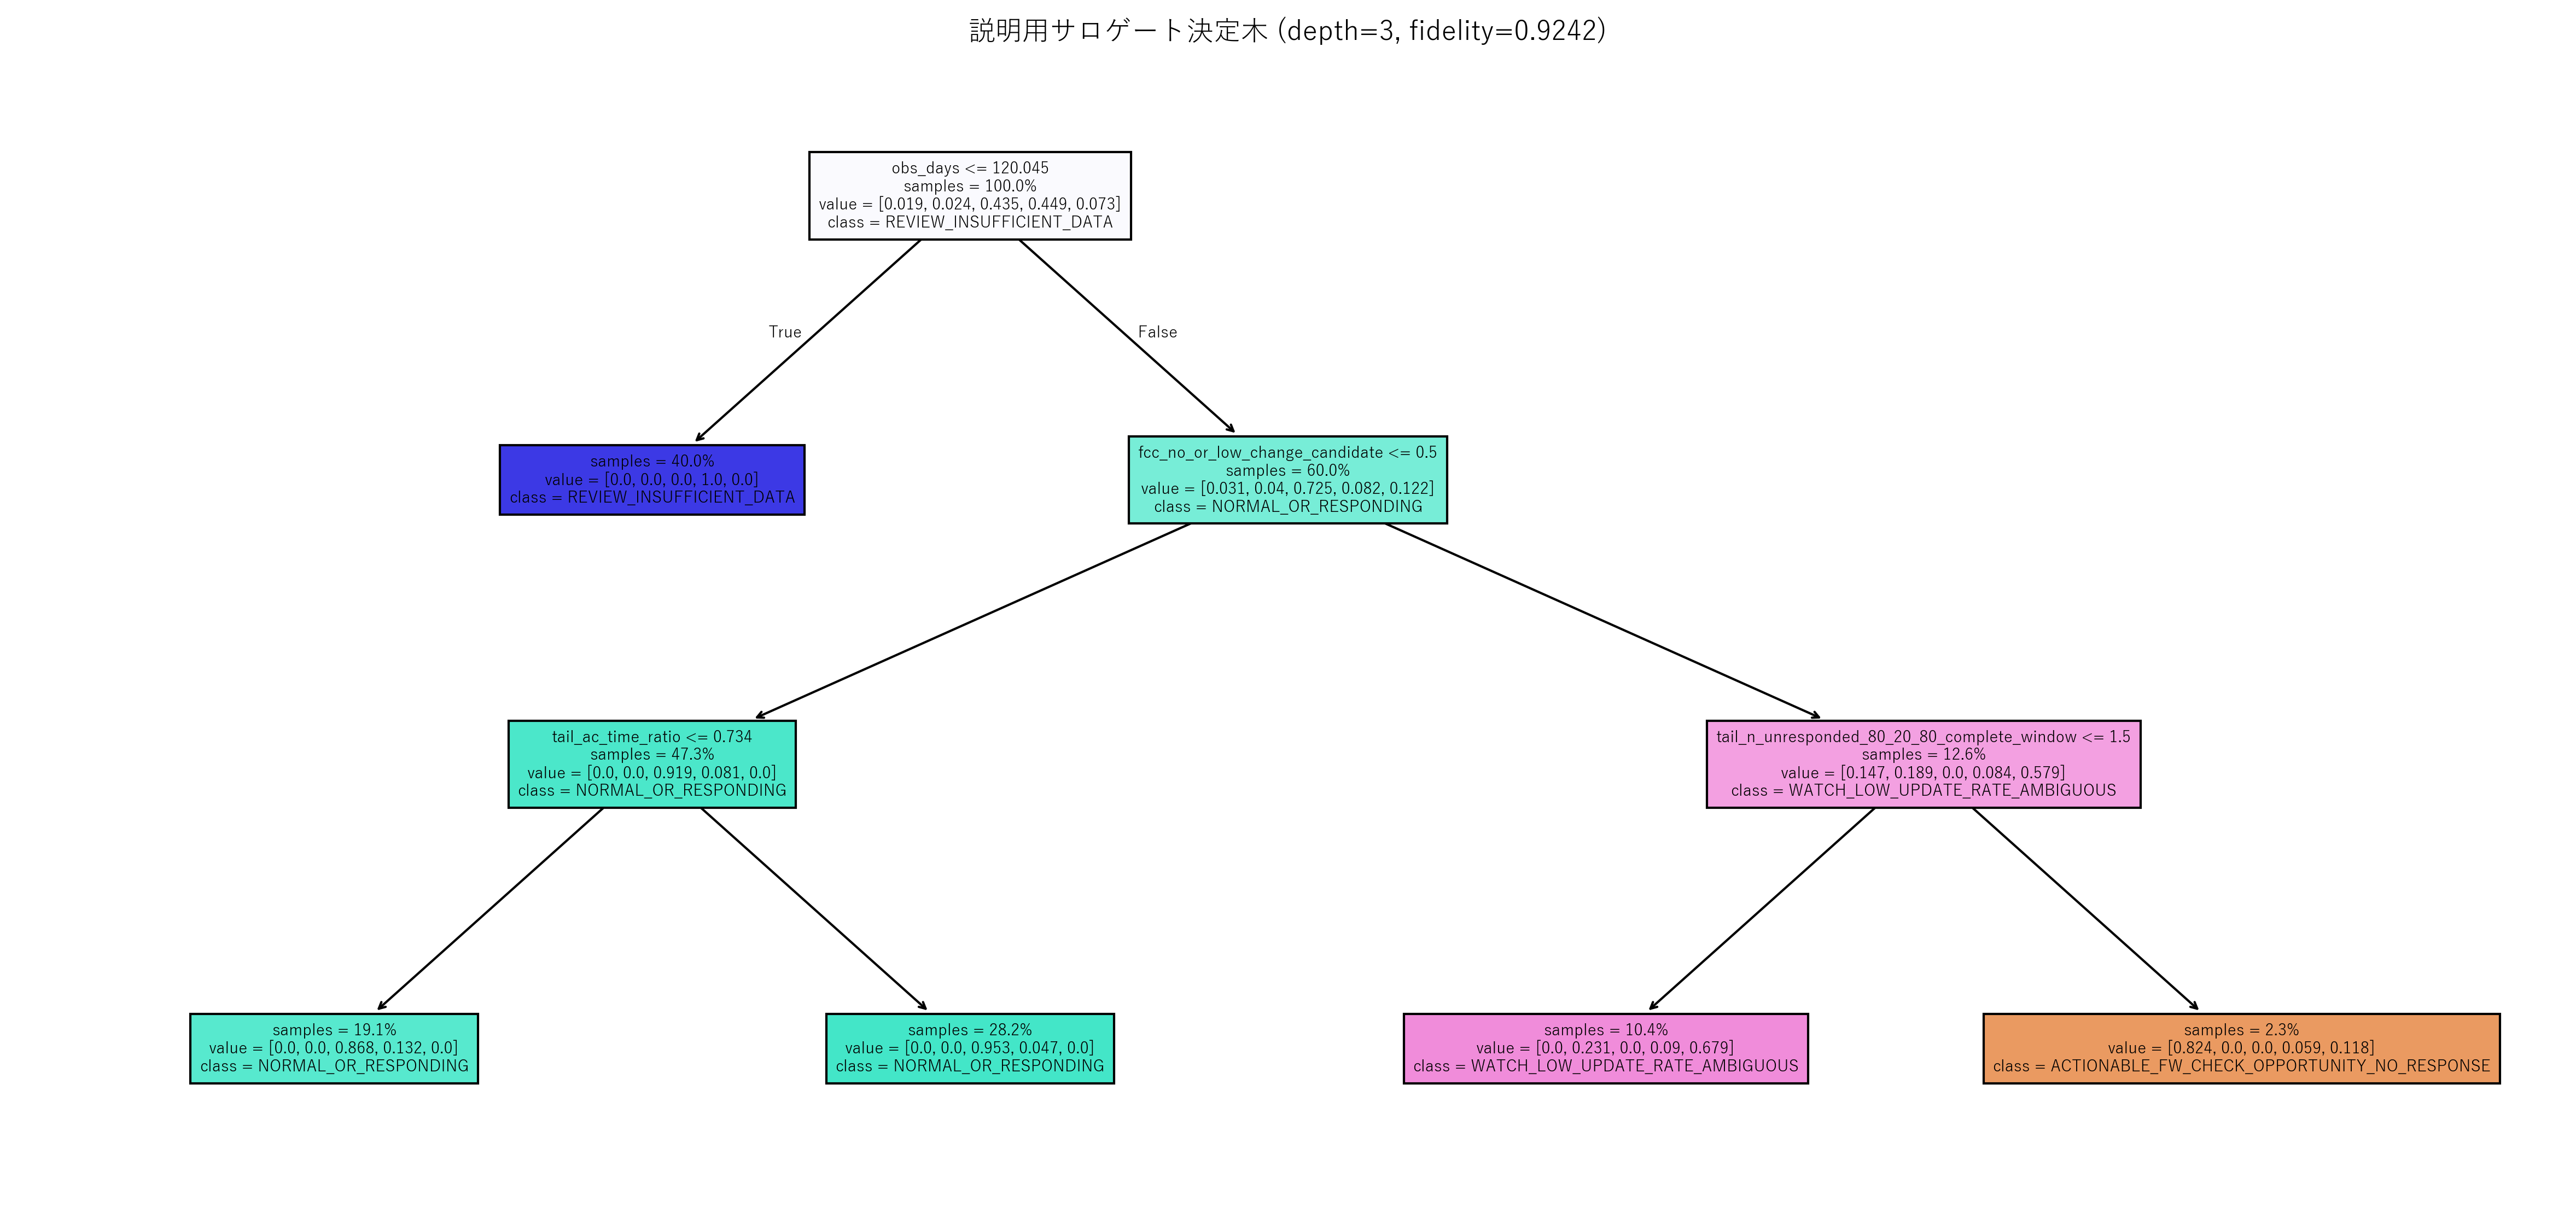 説明用サロゲート決定木 (depth=3, fidelity=0.9242)
obs_days <= 120.045
samples = 100.0%
value = [0.019, 0.024, 0.435, 0.449, 0.073]
class = REVIEW_INSUFFICIENT_DATA
True
False
samples = 40.0%
value = [0.0, 0.0, 0.0, 1.0, 0.0]
class = REVIEW_INSUFFICIENT_DATA
fcc_no_or_low_change_candidate <= 0.5
samples = 60.0%
value = [0.031, 0.04, 0.725, 0.082, 0.122]
class = NORMAL_OR_RESPONDING
tail_ac_time_ratio <= 0.734
samples = 47.3%
value = [0.0, 0.0, 0.919, 0.081, 0.0]
class = NORMAL_OR_RESPONDING
tail_n_unresponded_80_20_80_complete_window <= 1.5
samples = 12.6%
value = [0.147, 0.189, 0.0, 0.084, 0.579]
class = WATCH_LOW_UPDATE_RATE_AMBIGUOUS
samples = 19.1%
value = [0.0, 0.0, 0.868, 0.132, 0.0]
class = NORMAL_OR_RESPONDING
samples = 28.2%
value = [0.0, 0.0, 0.953, 0.047, 0.0]
class = NORMAL_OR_RESPONDING
samples = 10.4%
value = [0.0, 0.231, 0.0, 0.09, 0.679]
class = WATCH_LOW_UPDATE_RATE_AMBIGUOUS
samples = 2.3%
value = [0.824, 0.0, 0.0, 0.059, 0.118]
class = ACTIONABLE_FW_CHECK_OPPORTUNITY_NO_RESPONSE